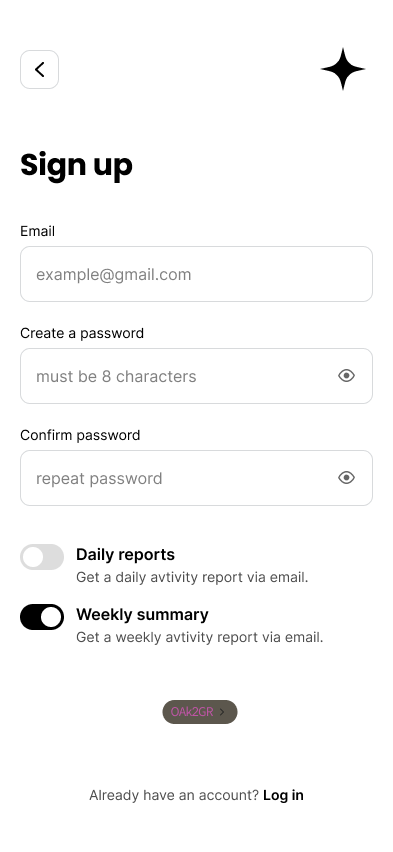 Sign up
Email
example@gmail.com
Create a password
must be 8 characters
Confirm password
repeat password
Daily reports
Get a daily avtivity report via email.
Weekly summary
Get a weekly avtivity report via email.
OAk2GR >
Already have an account? Log in